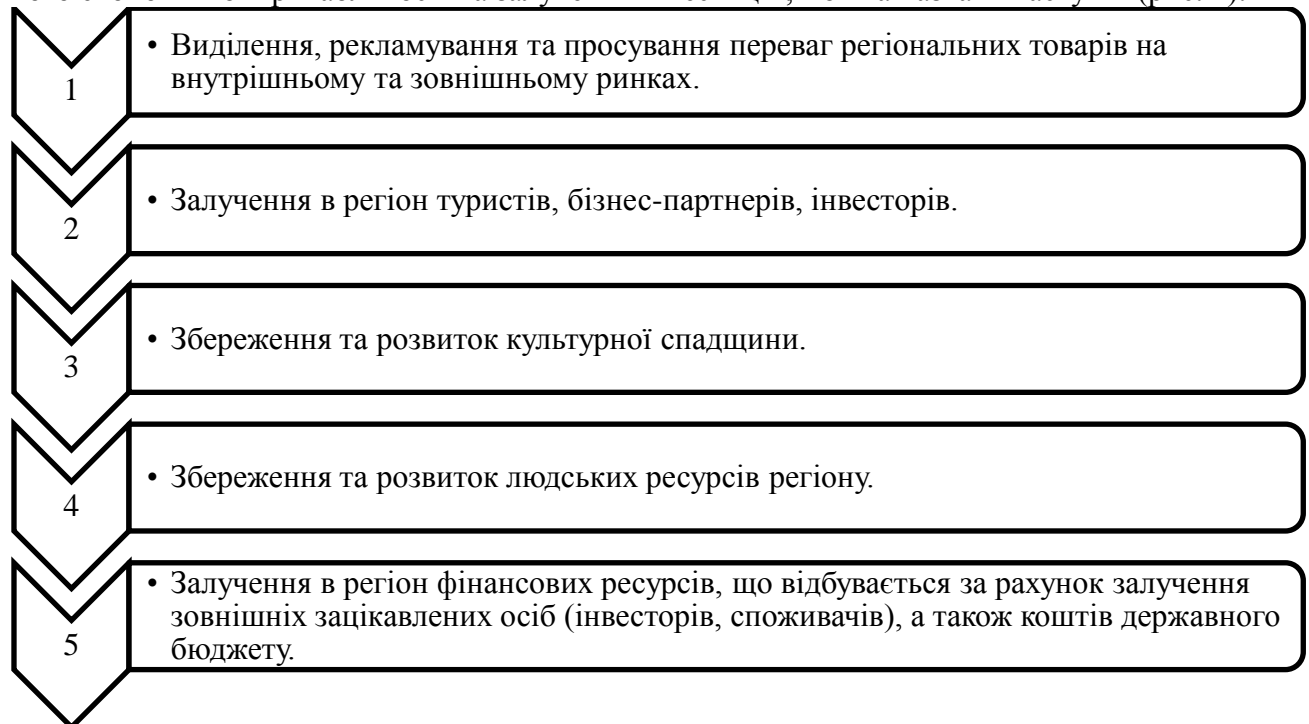 1
• Виділення, рекламування та просування переваг регіональних товарів на
внутрішньому та зовнішньому ринках.
2
• Залучення в регіон туристів, бізнес-партнерів, інвесторів.
3
• Збереження та розвиток культурної спадщини.
4
• Збереження та розвиток людських ресурсів регіону.
5
• Залучення в регіон фінансових ресурсів, що відбувається за рахунок залучення
зовнішніх зацікавлених осіб (інвесторів, споживачів), а також коштів державного
бюджету.